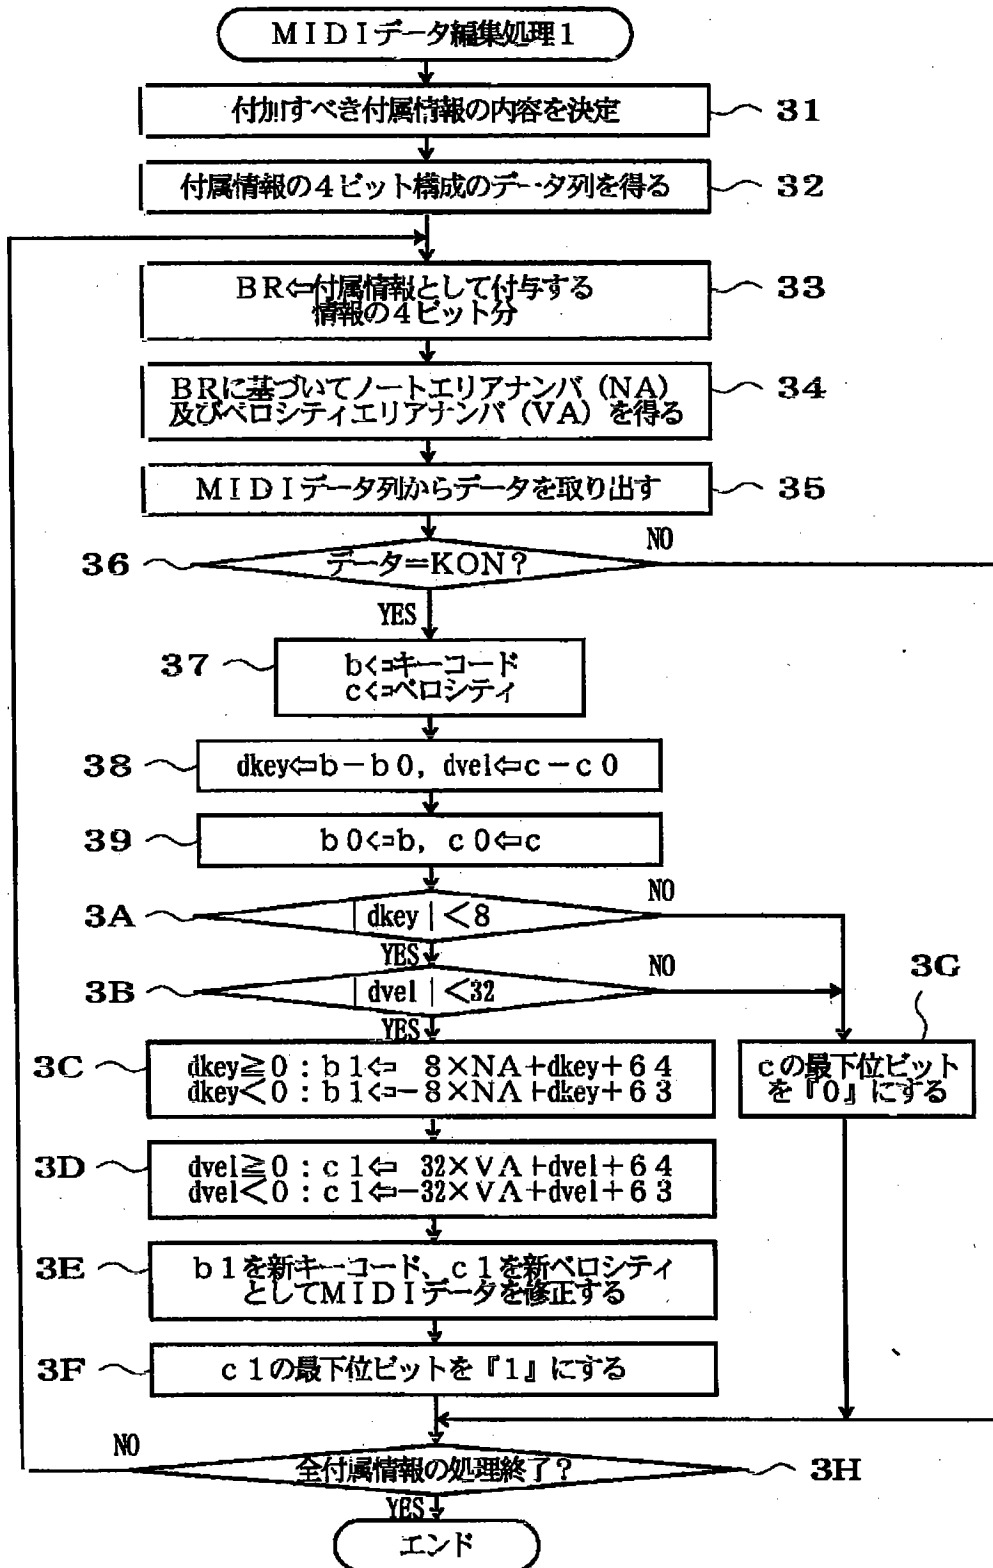 MIDIデータ編集処理1
付加すべき付属情報の内容を決定
31
付属情報の4ビット構成のデータ列を得る
32
BR⇐付属情報として付与する
情報の4ビット分
33
BRに基づいてノートエリアナンバ(NA)
及びベロシティエリアナンバ(VA)を得る
34
MIDIデータ列からデータを取り出す
35
36
データ=KON?
NO
YES
37
b⇐キーコード
c⇐ベロシティ
38
dkey⇐b-b0, dvel⇐c-c0
39
b0⇐b, c0⇐c
3A
|dkey|<8
NO
YES
3B
|dvel|<32
NO
YES
3G
cの最下位ビット
を『0』にする
3C
dkey≧0:b1⇐ 8×NA+dkey+64
dkey<0:b1⇐-8×NA+dkey+63
3D
dvel≧0:c1⇐ 32×VA+dvel+64
dvel<0:c1⇐-32×VA+dvel+63
3E
b1を新キーコード、c1を新ベロシティ
としてMIDIデータを修正する
3F
c1の最下位ビットを『1』にする
NO
全付属情報の処理終了?
3H
YES
エンド